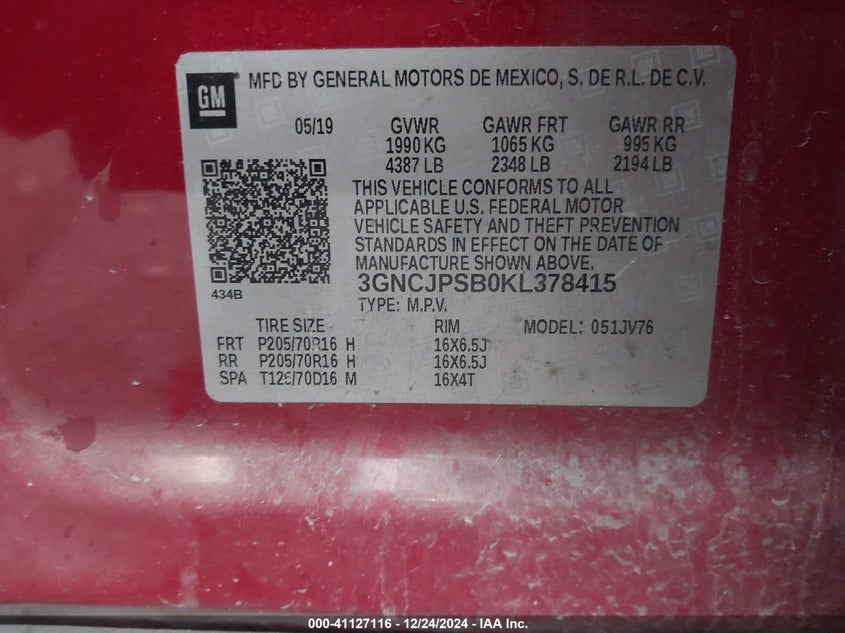 GM MFD BY GENERAL MOTORS DE MEXICO, S. DE R.L. DE C.V.
05/19 GVWR GAWR FRT GAWR RR
1990 KG 1065 KG 995 KG
4387 LB 2348 LB 2194 LB
THIS VEHICLE CONFORMS TO ALL
APPLICABLE U.S. FEDERAL MOTOR
VEHICLE SAFETY AND THEFT PREVENTION
STANDARDS IN EFFECT ON THE DATE OF
MANUFACTURE SHOWN ABOVE.
434B 3GNCJPSB0KL378415
TYPE: M.P.V.
TIRE SIZE RIM MODEL: 051JV76
FRT P205/70R16 H 16X6.5J
RR P205/70R16 H 16X6.5J
SPA T125/70D16 M 16X4T
000-41127116 - 12/24/2024 - IAA Inc.